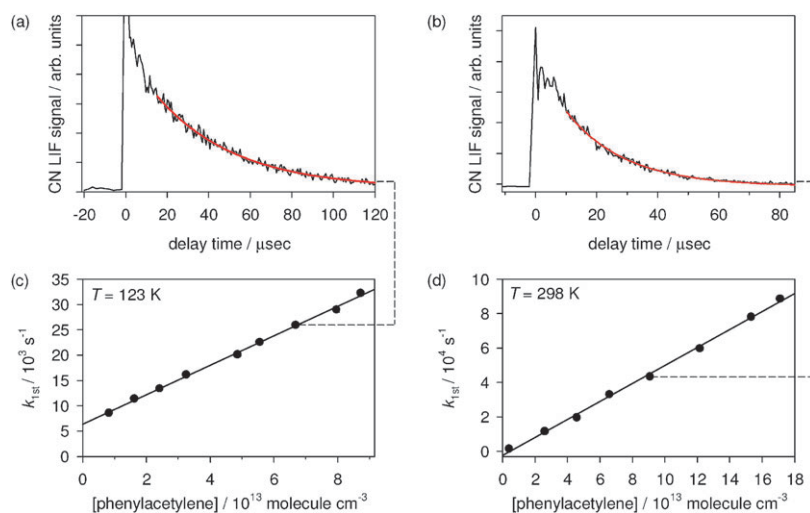 (a)
CN LIF signal / arb. units
-20 0 20 40 60 80 100 120
delay time / μsec
(b)
CN LIF signal / arb. units
0 20 40 60 80
delay time / μsec
(c)
T = 123 K
k1st / 10³ s⁻¹
35
30
25
20
15
10
5
0
0 2 4 6 8
[phenylacetylene] / 10¹³ molecule cm⁻³
(d)
T = 298 K
k1st / 10⁴ s⁻¹
10
8
6
4
2
0
0 2 4 6 8 10 12 14 16 18
[phenylacetylene] / 10¹³ molecule cm⁻³